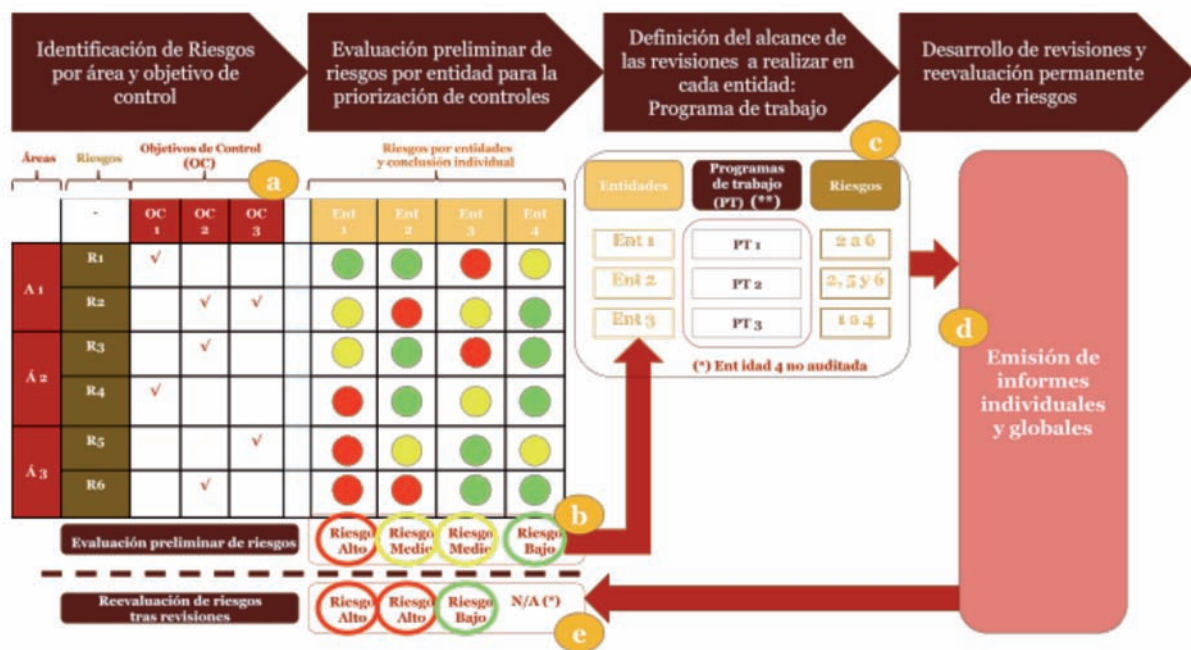 Identificación de Riesgos
por área y objetivo de
control
Evaluación preliminar de
riesgos por entidad para la
priorización de controles
Definición del alcance de
las revisiones a realizar en
cada entidad:
Programa de trabajo
Desarrollo de revisiones y
reevaluación permanente
de riesgos
Áreas
Riesgos
Objetivos de Control
(OC)
a
Riesgos por entidades
y conclusión individual
-
OC
1
OC
2
OC
3
Ent
1
Ent
2
Ent
3
Ent
4
Á 1
R1
√
R2
√
√
Á 2
R3
√
R4
√
Á 3
R5
√
R6
√
Evaluación preliminar de riesgos
Riesgo
Alto
Riesgo
Medio
Riesgo
Medio
Riesgo
Bajo
b
Reevaluación de riesgos
tras revisiones
Riesgo
Alto
Riesgo
Alto
Riesgo
Bajo
N/A (*)
e
c
Entidades
Programas
de trabajo
(PT) (**)
Riesgos
Ent 1
PT 1
2 a 6
Ent 2
PT 2
2, 5 y 6
Ent 3
PT 3
1 a 4
(*) Ent idad 4 no auditada
d
Emisión de
informes
individuales
y globales